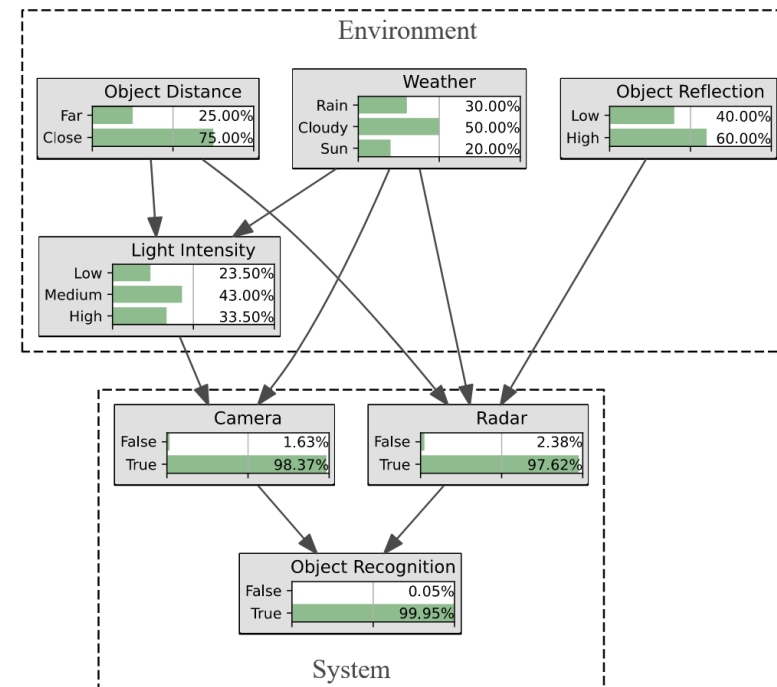 Environment
Object Distance
Far 25.00%
Close 75.00%
Weather
Rain 30.00%
Cloudy 50.00%
Sun 20.00%
Object Reflection
Low 40.00%
High 60.00%
Light Intensity
Low 23.50%
Medium 43.00%
High 33.50%
Camera
False 1.63%
True 98.37%
Radar
False 2.38%
True 97.62%
Object Recognition
False 0.05%
True 99.95%
System